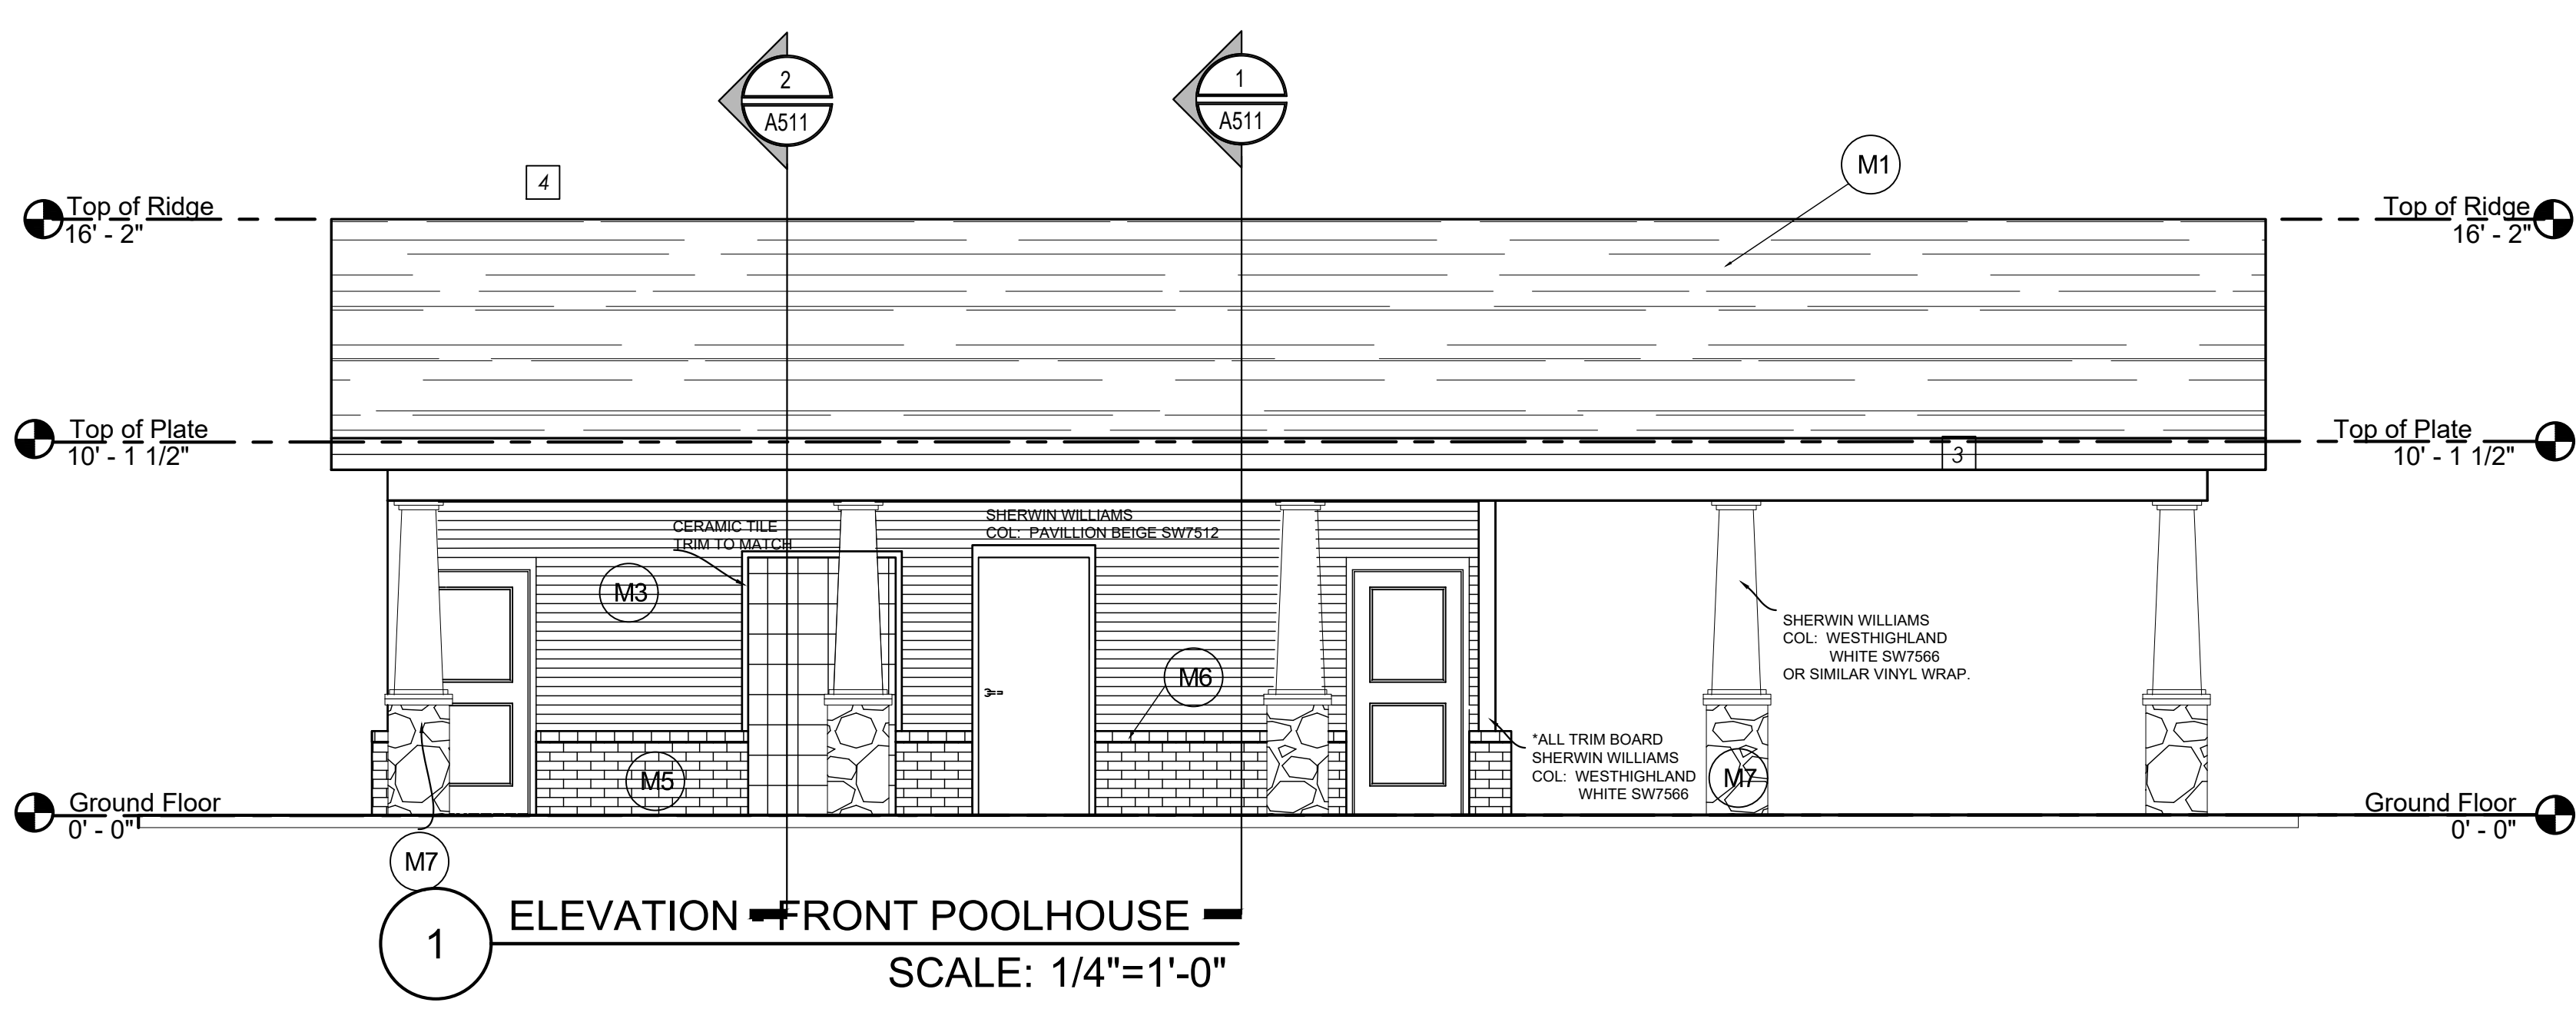 2
A511
1
A511
4
M1
Top of Ridge
16' - 2"
Top of Ridge
16' - 2"
Top of Plate
10' - 1 1/2"
Top of Plate
10' - 1 1/2"
3
CERAMIC TILE
TRIM TO MATCH
SHERWIN WILLIAMS
COL: PAVILLION BEIGE SW7512
M3
M6
SHERWIN WILLIAMS
COL: WESTHIGHLAND
WHITE SW7566
OR SIMILAR VINYL WRAP.
*ALL TRIM BOARD
SHERWIN WILLIAMS
COL: WESTHIGHLAND
WHITE SW7566
M5
M7
Ground Floor
0' - 0"
Ground Floor
0' - 0"
M7
1
ELEVATION - FRONT POOLHOUSE
SCALE: 1/4"=1'-0"